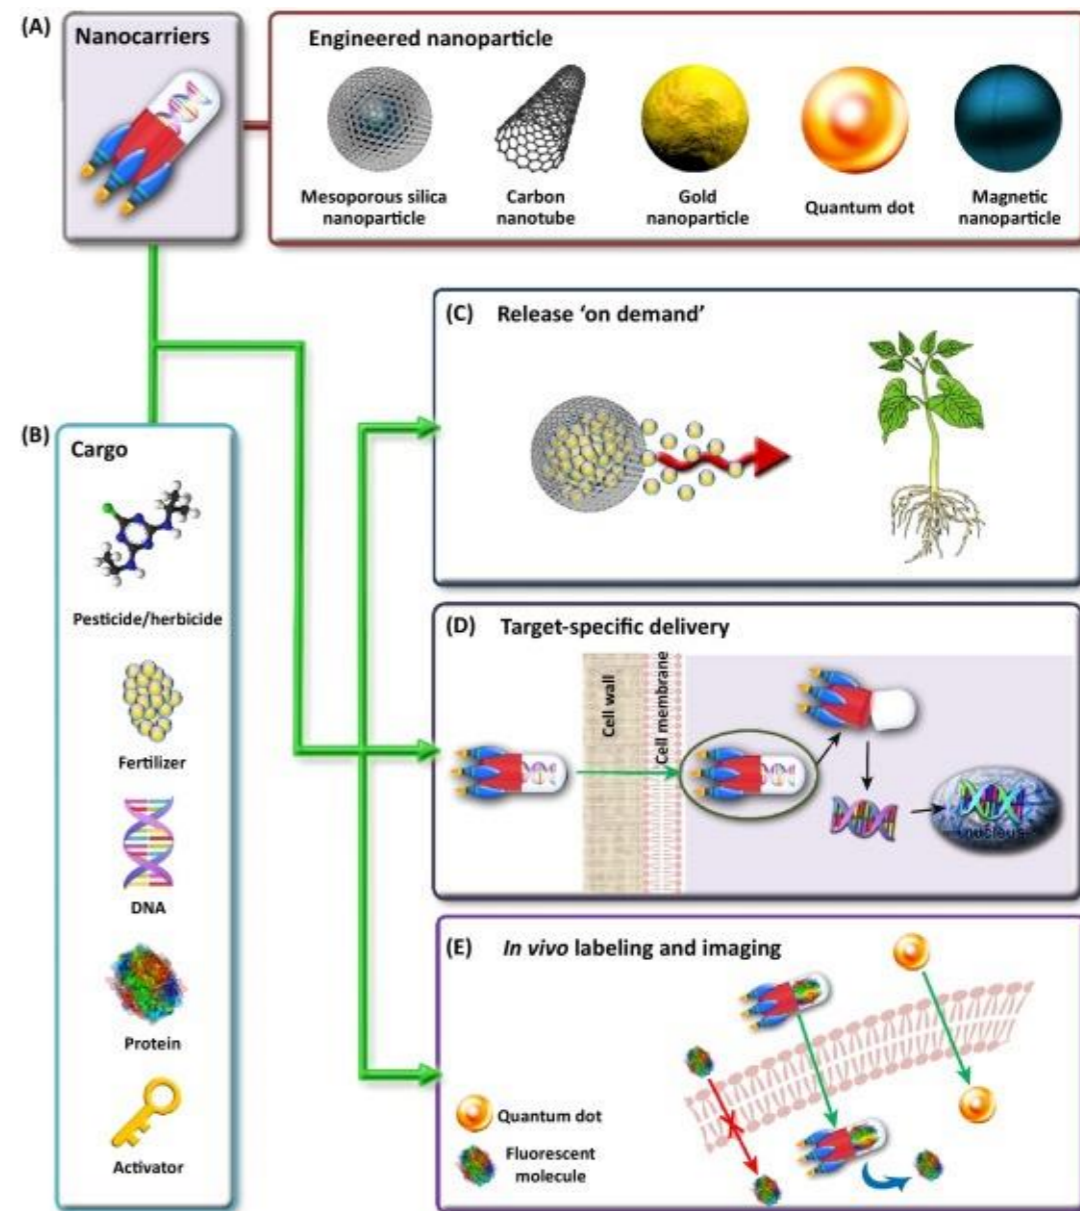 (A)
Nanocarriers
Engineered nanoparticle
Mesoporous silica
nanoparticle
Carbon
nanotube
Gold
nanoparticle
Quantum dot
Magnetic
nanoparticle
(B)
Cargo
Pesticide/herbicide
Fertilizer
DNA
Protein
Activator
(C) Release ‘on demand’
(D) Target-specific delivery
Cell wall
Cell membrane
nucleus
(E) In vivo labeling and imaging
Quantum dot
Fluorescent
molecule